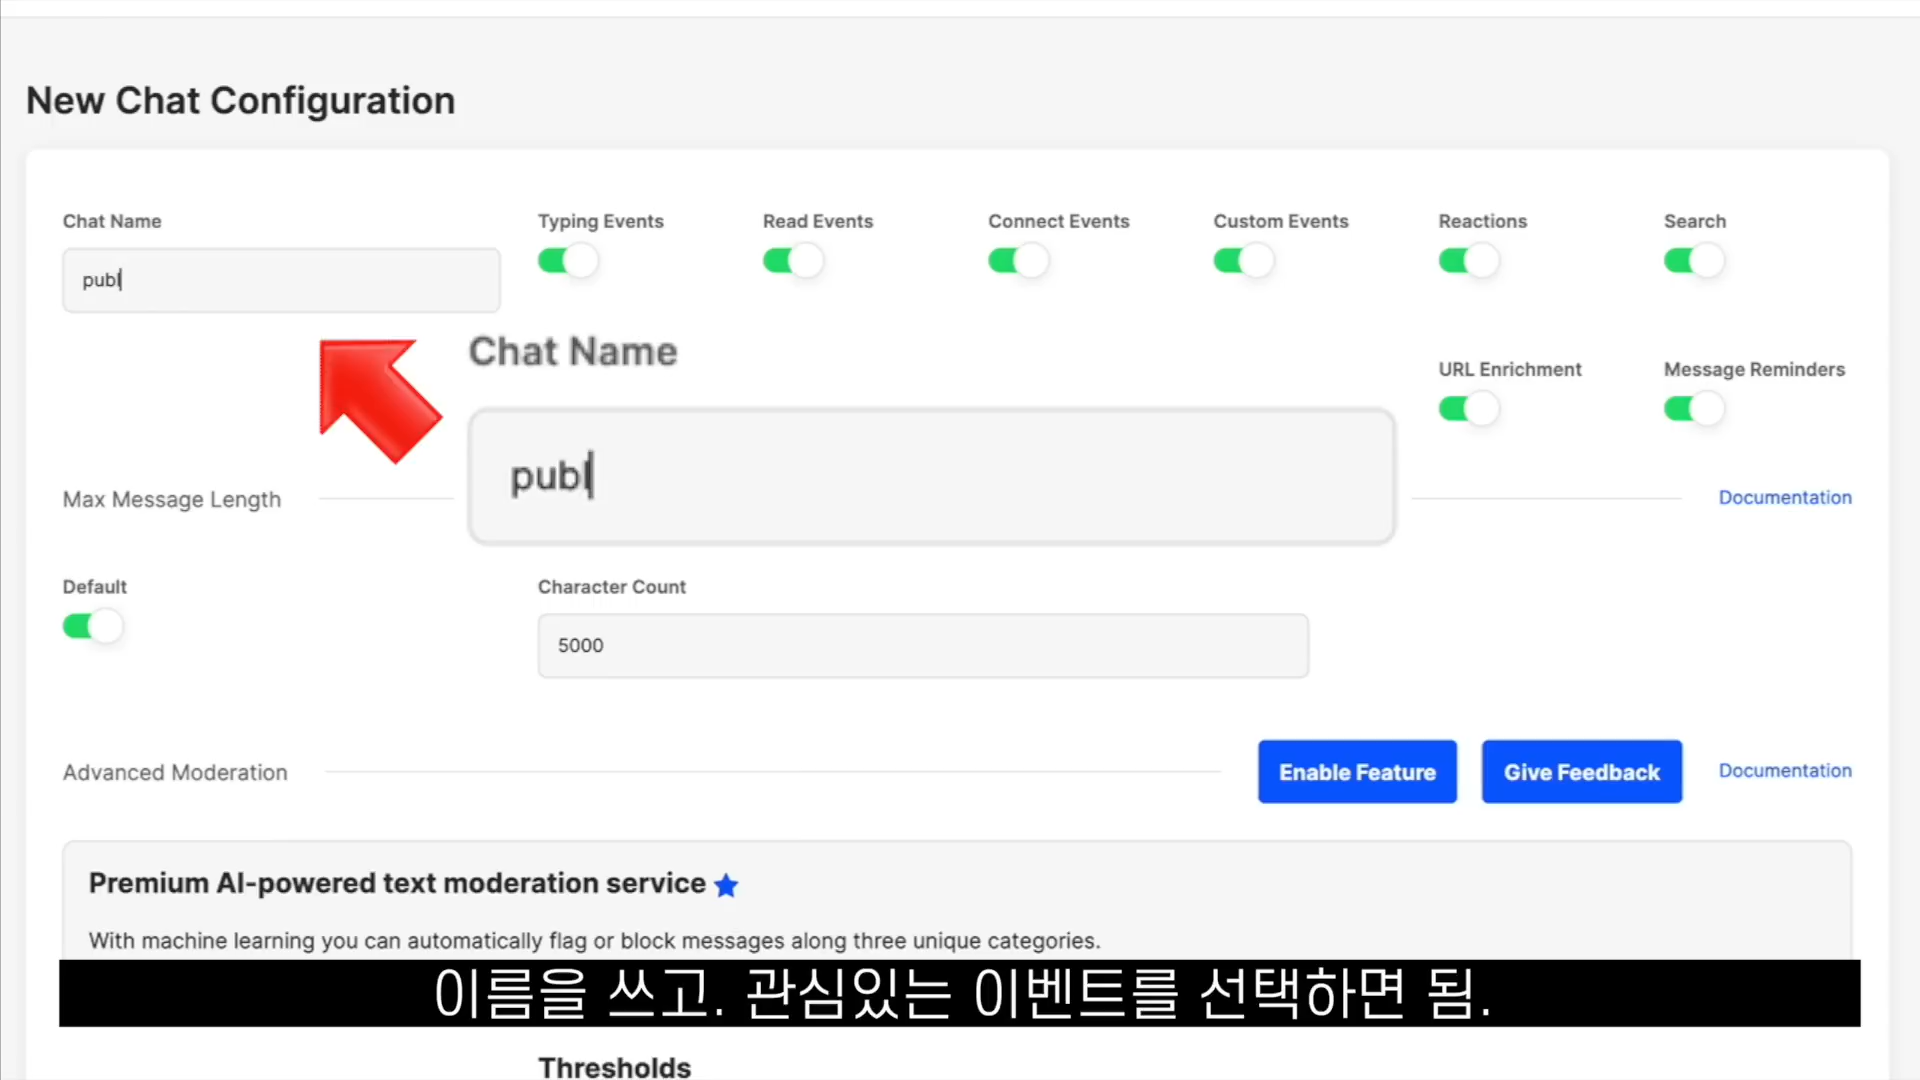 New Chat Configuration
Chat Name
Typing Events
Read Events
Connect Events
Custom Events
Reactions
Search
publ
Chat Name
publ
URL Enrichment
Message Reminders
Max Message Length
Documentation
Default
Character Count
5000
Advanced Moderation
Enable Feature
Give Feedback
Documentation
Premium AI-powered text moderation service
With machine learning you can automatically flag or block messages along three unique categories.
이름을 쓰고. 관심있는 이벤트를 선택하면 됨.
Thresholds